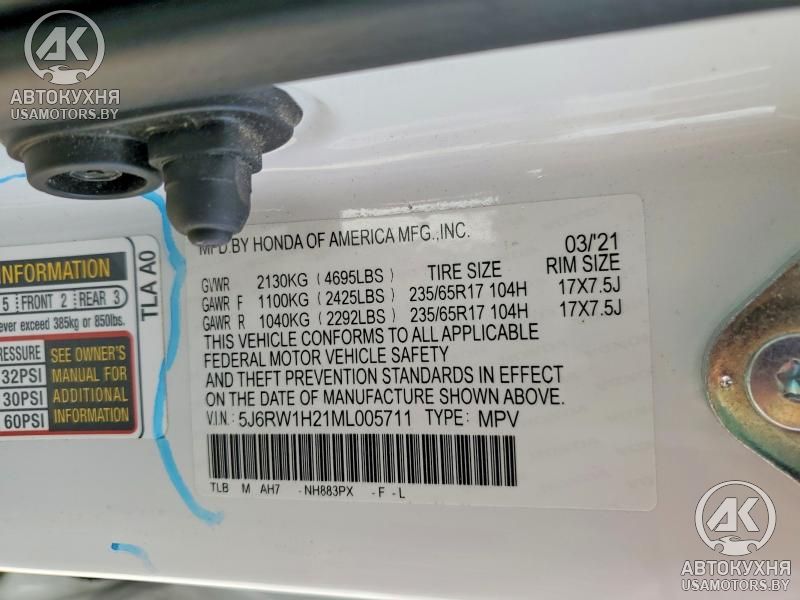 AK
АВТОКУХНЯ
USAMOTORS.BY
MFD.BY HONDA OF AMERICA MFG.,INC. 03/'21
GVWR 2130KG (4695LBS) TIRE SIZE RIM SIZE
GAWR F 1100KG (2425LBS) 235/65R17 104H 17X7.5J
GAWR R 1040KG (2292LBS) 235/65R17 104H 17X7.5J
THIS VEHICLE CONFORMS TO ALL APPLICABLE
FEDERAL MOTOR VEHICLE SAFETY
AND THEFT PREVENTION STANDARDS IN EFFECT
ON THE DATE OF MANUFACTURE SHOWN ABOVE.
V.I.N.: 5J6RW1H21ML005711 TYPE: MPV
TLB M AH7 -NH883PX -F -L
INFORMATION
5 FRONT 2 REAR 3
385kg or 850lbs.
TLA A0
32PSI
30PSI
60PSI
SEE OWNER'S
MANUAL FOR
ADDITIONAL
INFORMATION
AK
АВТОКУХНЯ
USAMOTORS.BY